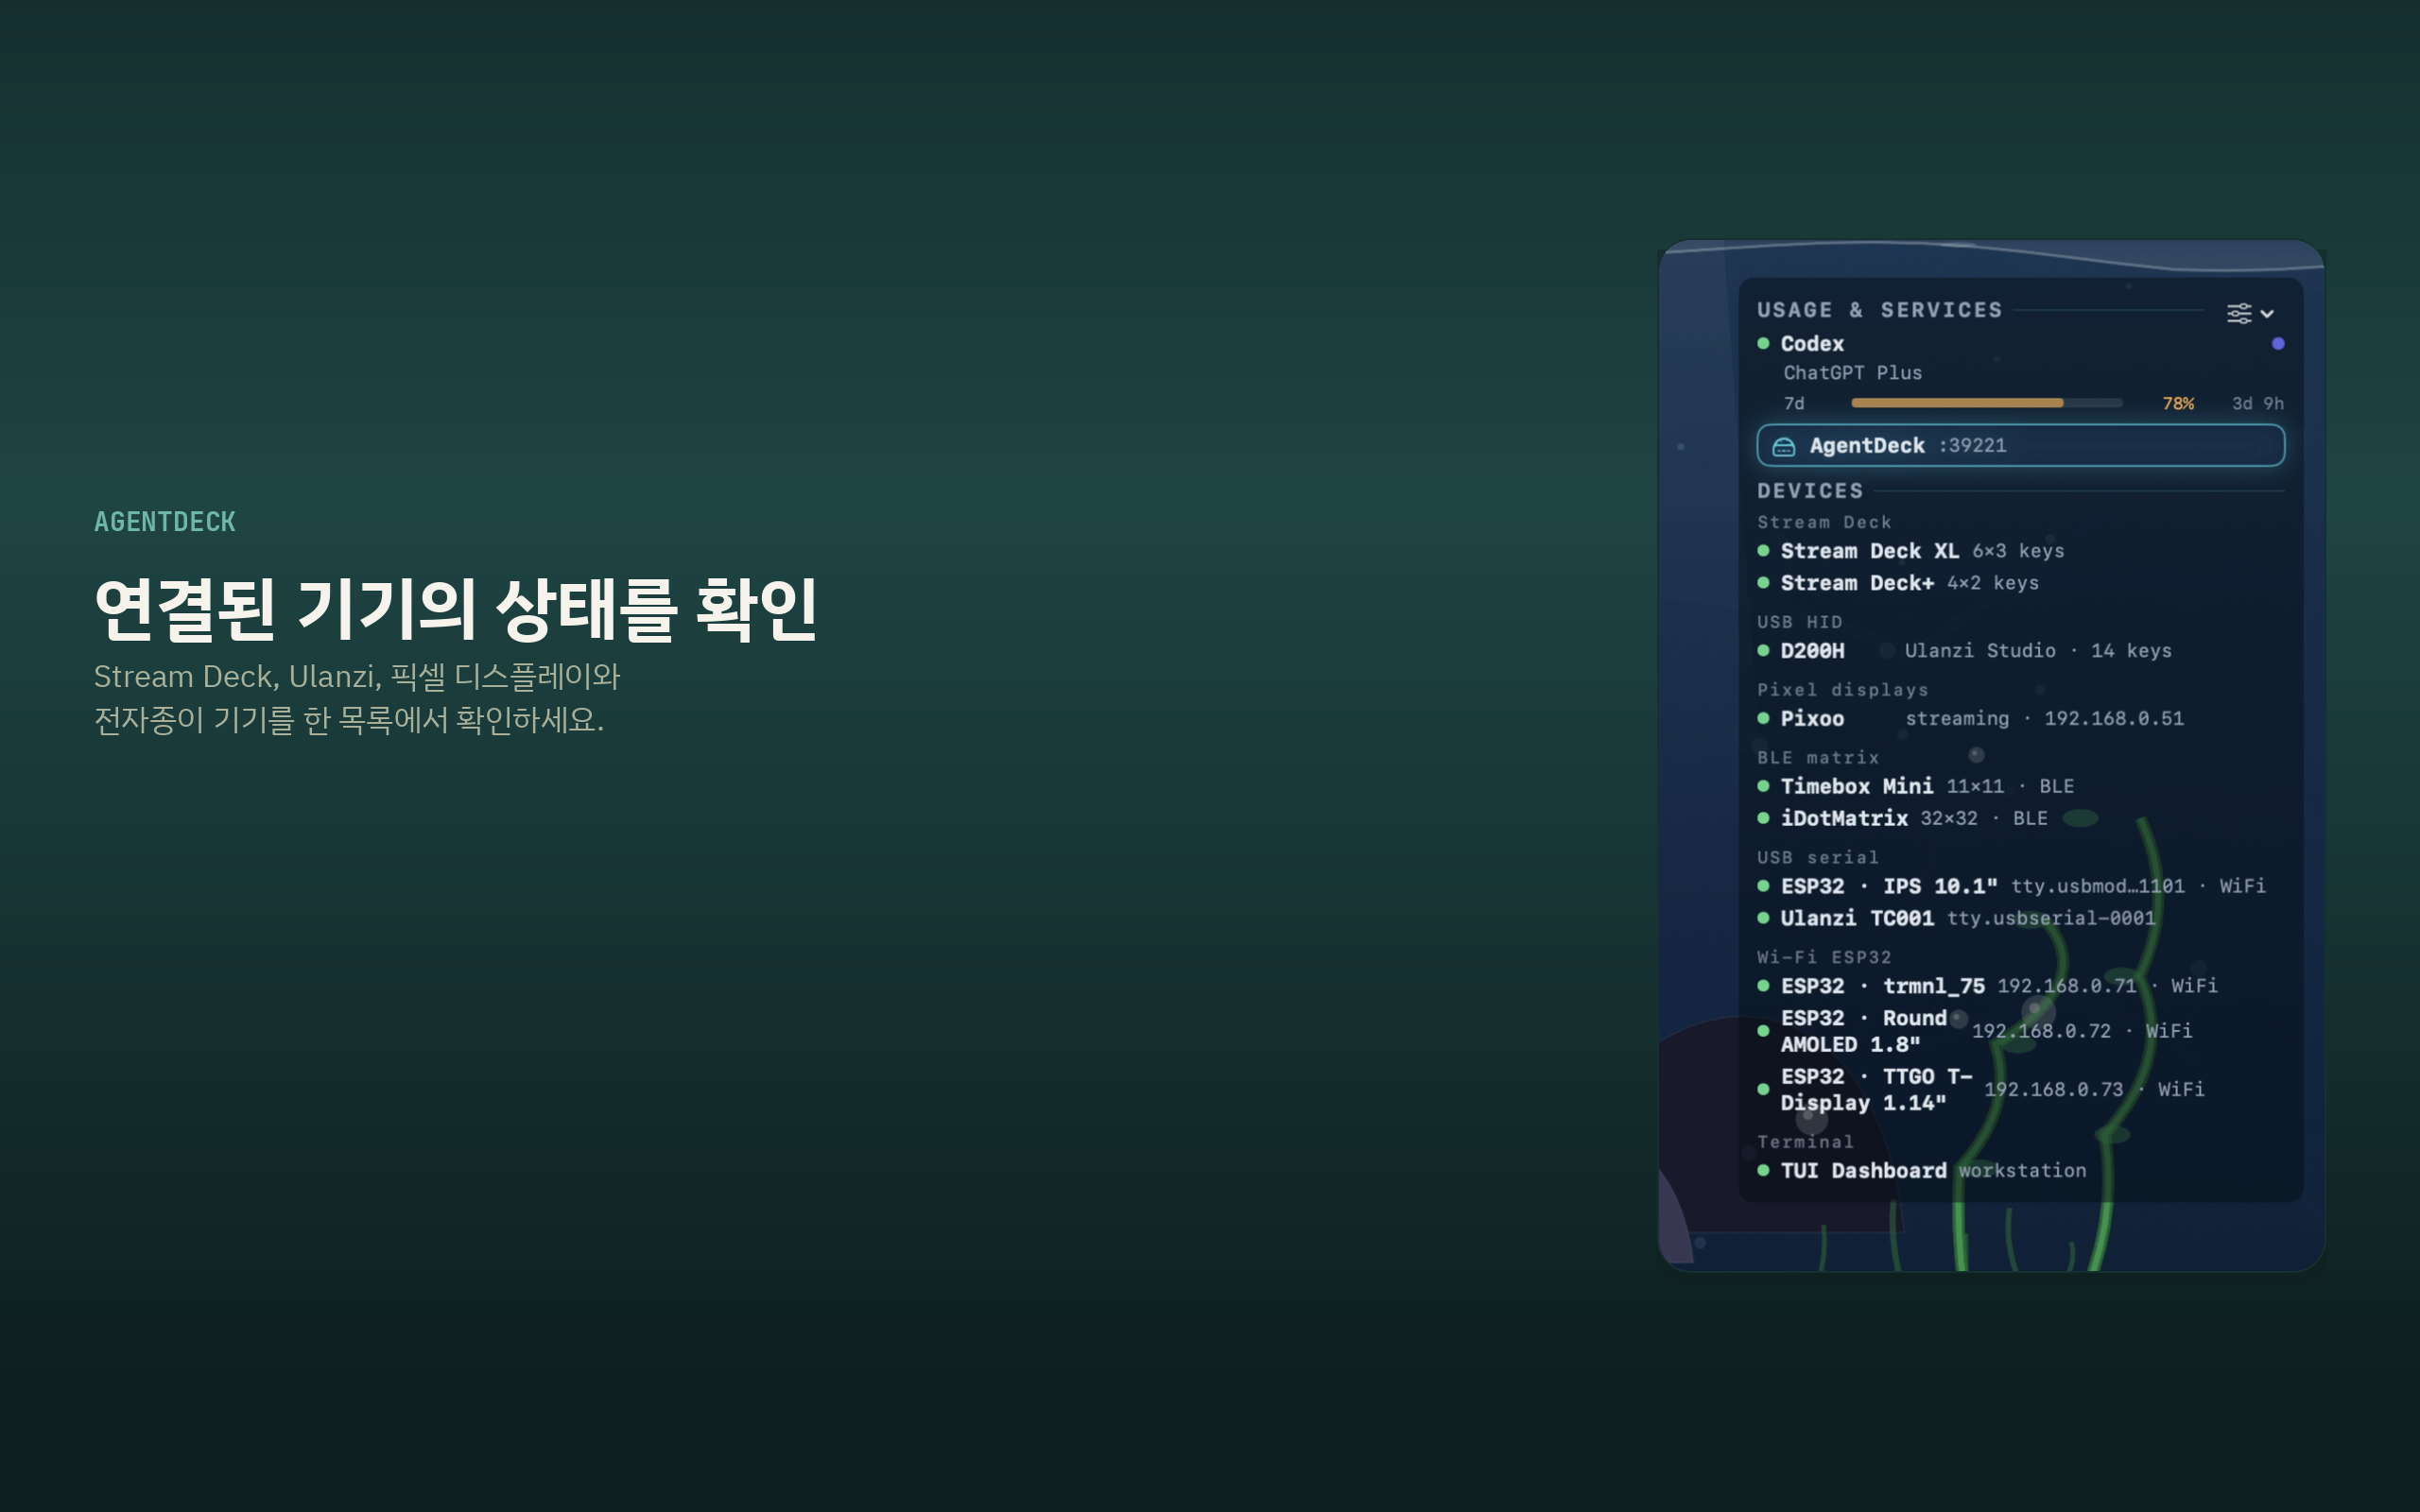 AGENTDECK
연결된 기기의 상태를 확인
Stream Deck, Ulanzi, 픽셀 디스플레이와
전자종이 기기를 한 목록에서 확인하세요.
USAGE & SERVICES
Codex
ChatGPT Plus
7d 78% 3d 9h
AgentDeck :39221
DEVICES
Stream Deck
Stream Deck XL 6×3 keys
Stream Deck+ 4×2 keys
USB HID
D200H Ulanzi Studio · 14 keys
Pixel displays
Pixoo streaming · 192.168.0.51
BLE matrix
Timebox Mini 11×11 · BLE
iDotMatrix 32×32 · BLE
USB serial
ESP32 · IPS 10.1" tty.usbmod…1101 · WiFi
Ulanzi TC001 tty.usbserial-0001
Wi-Fi ESP32
ESP32 · trmnl_75 192.168.0.71 · WiFi
ESP32 · Round
AMOLED 1.8" 192.168.0.72 · WiFi
ESP32 · TTGO T-
Display 1.14" 192.168.0.73 · WiFi
Terminal
TUI Dashboard workstation